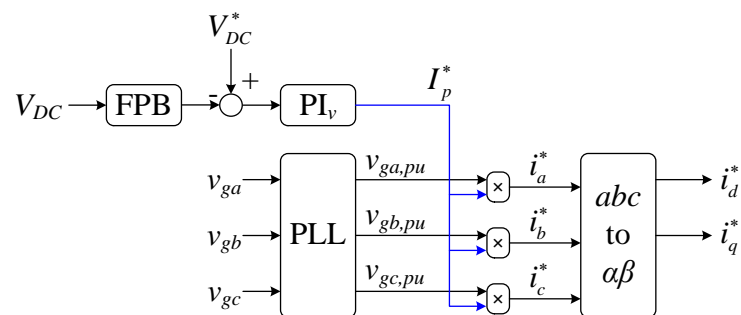 V*DC
+
I*p
VDC
FPB
-
PIv
vga
vga,pu
×
i*a
i*d
vgb
PLL
vgb,pu
×
i*b
abc
to
αβ
i*q
vgc
vgc,pu
×
i*c